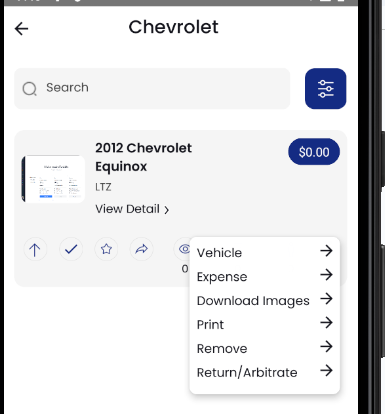 Chevrolet
Search
2012 Chevrolet
Equinox
$0.00
LTZ
View Detail
0
Vehicle
Expense
Download Images
Print
Remove
Return/Arbitrate